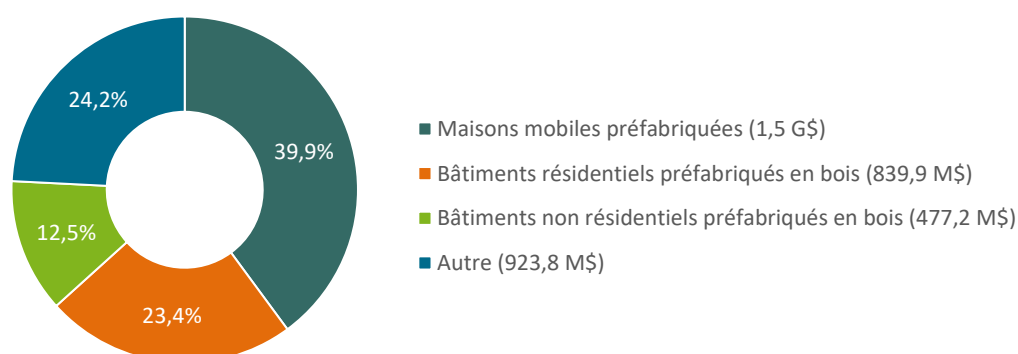 24,2%
39,9%
12,5%
23,4%
Maisons mobiles préfabriquées (1,5 G$)
Bâtiments résidentiels préfabriqués en bois (839,9 M$)
Bâtiments non résidentiels préfabriqués en bois (477,2 M$)
Autre (923,8 M$)